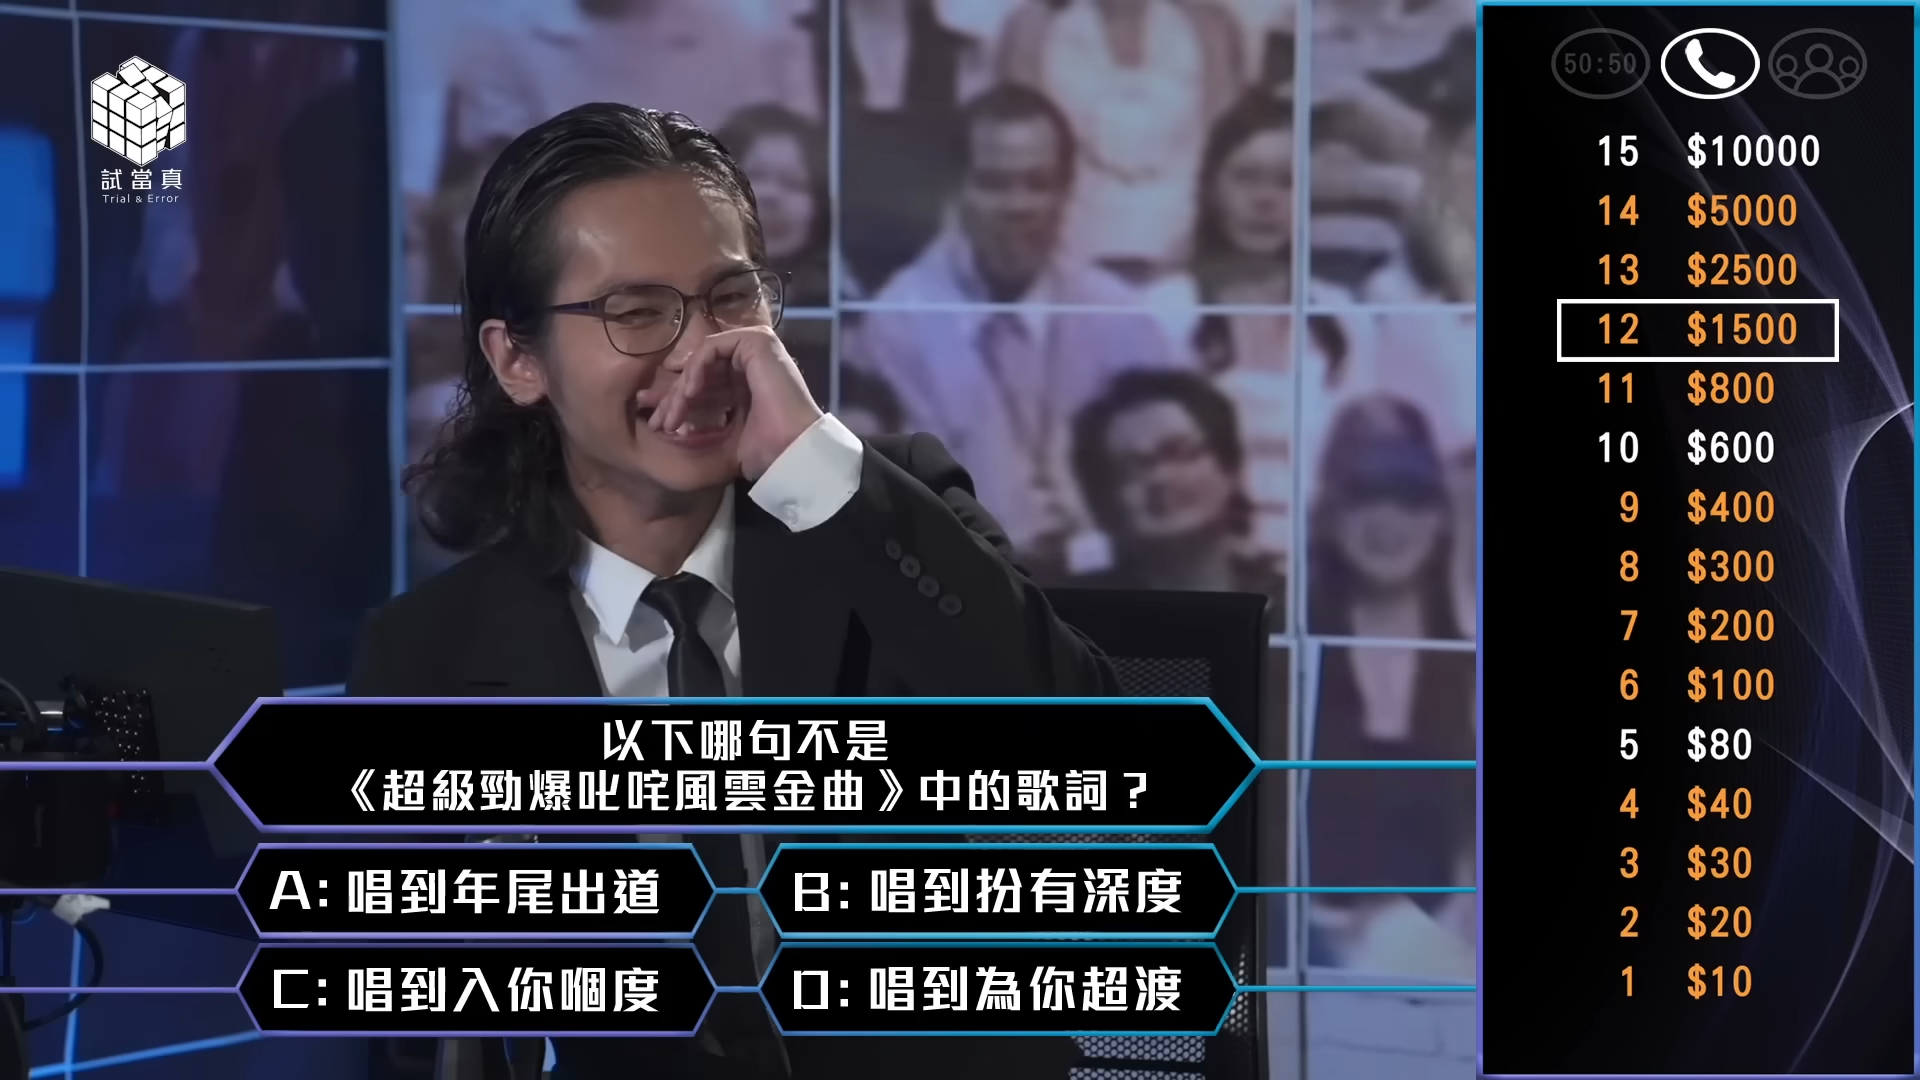 試當真
Trial & Error
50:50
15 $10000
14 $5000
13 $2500
12 $1500
11 $800
10 $600
9 $400
8 $300
7 $200
6 $100
5 $80
4 $40
3 $30
2 $20
1 $10
以下哪句不是
《超級勁爆叱咤風雲金曲》中的歌詞？
A: 唱到年尾出道
B: 唱到扮有深度
C: 唱到入你嗰度
D: 唱到為你超渡